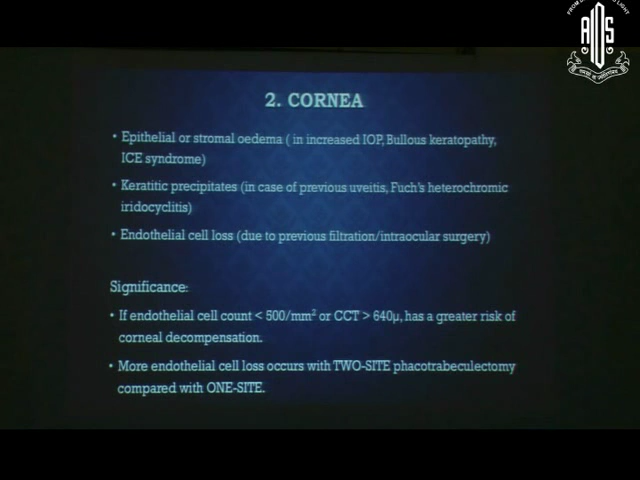 AIOS
2. CORNEA
• Epithelial or stromal oedema ( in increased IOP, Bullous keratopathy,
ICE syndrome)
• Keratitic precipitates (in case of previous uveitis, Fuch's heterochromic
iridocyclitis)
• Endothelial cell loss (due to previous filtration/intraocular surgery)
Significance:
• If endothelial cell count < 500/mm² or CCT > 640μ, has a greater risk of
corneal decompensation.
• More endothelial cell loss occurs with TWO-SITE phacotrabeculectomy
compared with ONE-SITE.